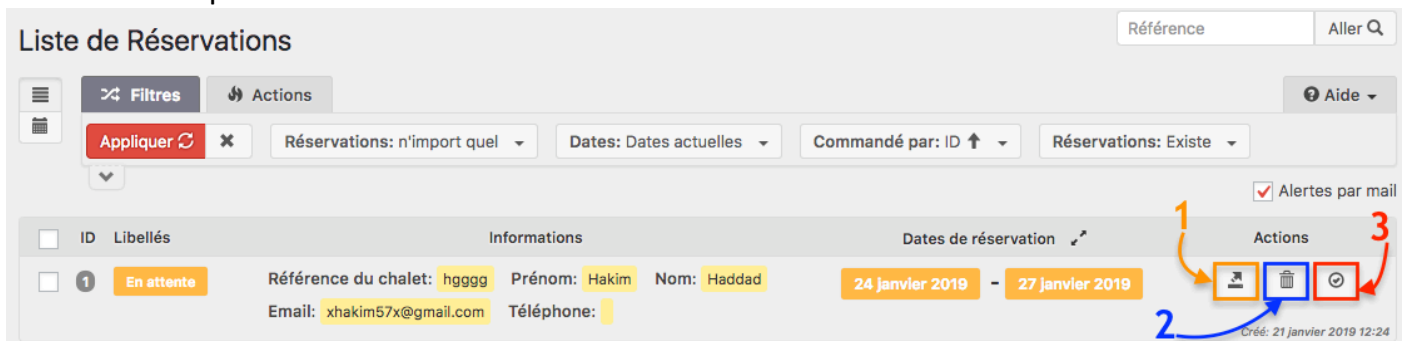 Liste de Réservations
Référence Aller
Filtres Actions Aide
Appliquer Réservations: n'import quel Dates: Dates actuelles Commandé par: ID Réservations: Existe
Alertes par mail
1 3
ID Libellés Informations Dates de réservation Actions
1 En attente Référence du chalet: hgggg Prénom: Hakim Nom: Haddad 24 janvier 2019 - 27 janvier 2019
Email: xhakim57x@gmail.com Téléphone:
2 Créé: 21 janvier 2019 12:24